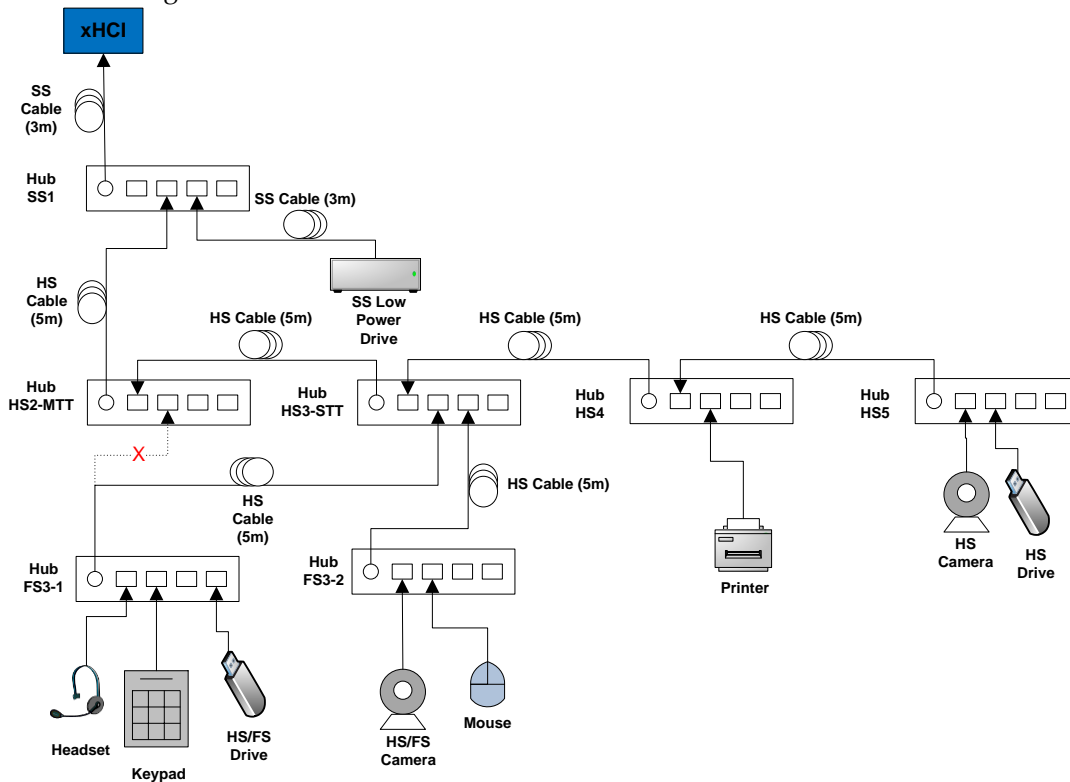 xHCI
SS
Cable
(3m)
Hub
SS1
SS Cable (3m)
HS
Cable
(5m)
SS Low
Power
Drive
HS Cable (5m)
HS Cable (5m)
HS Cable (5m)
Hub
HS2-MTT
Hub
HS3-STT
Hub
HS4
Hub
HS5
X
HS
Cable
(5m)
HS Cable (5m)
Hub
FS3-1
Hub
FS3-2
Printer
HS
Camera
HS
Drive
Headset
Keypad
HS/FS
Drive
HS/FS
Camera
Mouse